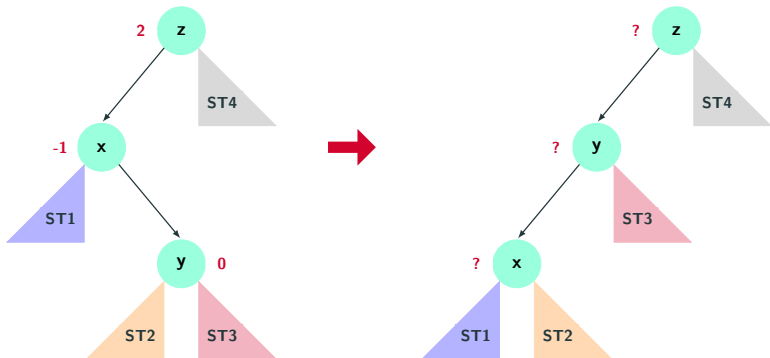 2 z
ST4
-1 x
ST1
y 0
ST2 ST3
? z
ST4
? y
ST3
? x
ST1 ST2